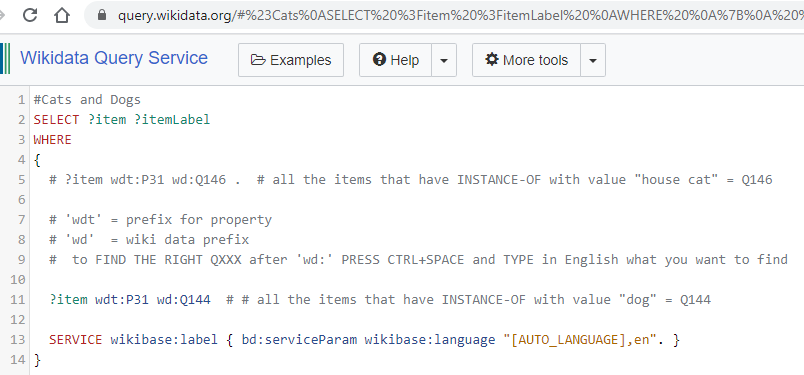 query.wikidata.org/#%23Cats%0ASELECT%20%3Fitem%20%3FitemLabel%20%0AWHERE%20%0A%7B%0A%20%
Wikidata Query Service Examples Help More tools
1 #Cats and Dogs
2 SELECT ?item ?itemLabel
3 WHERE
4 {
5 # ?item wdt:P31 wd:Q146 . # all the items that have INSTANCE-OF with value "house cat" = Q146
6
7 # 'wdt' = prefix for property
8 # 'wd' = wiki data prefix
9 # to FIND THE RIGHT QXXX after 'wd:' PRESS CTRL+SPACE and TYPE in English what you want to find
10
11 ?item wdt:P31 wd:Q144 # # all the items that have INSTANCE-OF with value "dog" = Q144
12
13 SERVICE wikibase:label { bd:serviceParam wikibase:language "[AUTO_LANGUAGE],en". }
14 }